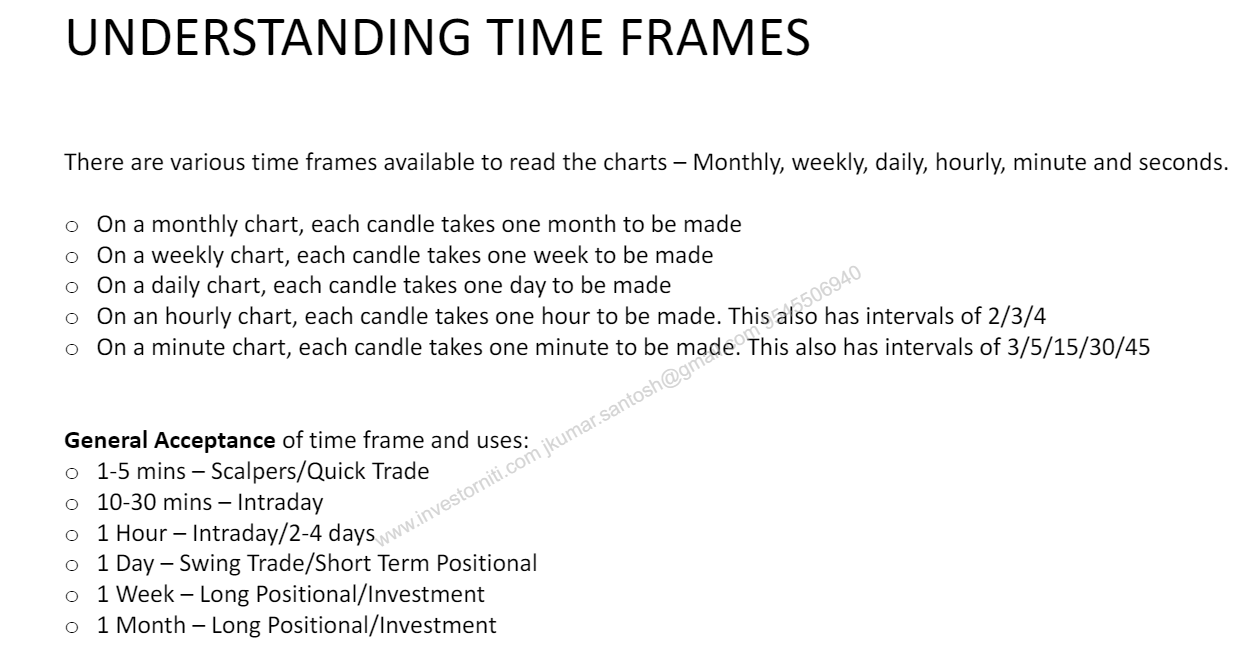 UNDERSTANDING TIME FRAMES
There are various time frames available to read the charts – Monthly, weekly, daily, hourly, minute and seconds.
o On a monthly chart, each candle takes one month to be made
o On a weekly chart, each candle takes one week to be made
o On a daily chart, each candle takes one day to be made
o On an hourly chart, each candle takes one hour to be made. This also has intervals of 2/3/4
o On a minute chart, each candle takes one minute to be made. This also has intervals of 3/5/15/30/45
General Acceptance of time frame and uses:
o 1-5 mins – Scalpers/Quick Trade
o 10-30 mins – Intraday
o 1 Hour – Intraday/2-4 days
o 1 Day – Swing Trade/Short Term Positional
o 1 Week – Long Positional/Investment
o 1 Month – Long Positional/Investment
www.investorniti.com jkumar.santosh@gmail.com